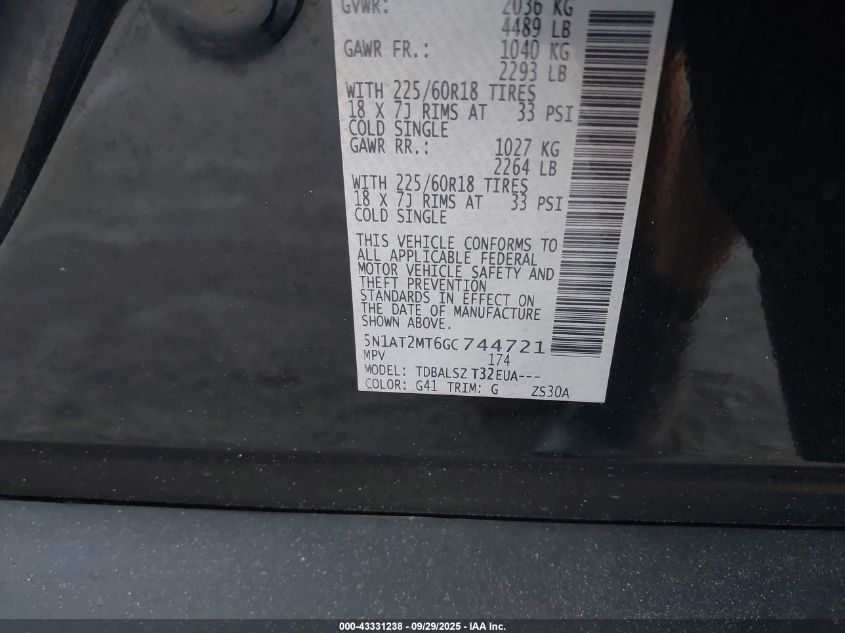 GVWR: 2036 KG
4489 LB
GAWR FR.: 1040 KG
2293 LB
WITH 225/60R18 TIRES
18 X 7J RIMS AT 33 PSI
COLD SINGLE
GAWR RR.: 1027 KG
2264 LB
WITH 225/60R18 TIRES
18 X 7J RIMS AT 33 PSI
COLD SINGLE
THIS VEHICLE CONFORMS TO
ALL APPLICABLE FEDERAL
MOTOR VEHICLE SAFETY AND
THEFT PREVENTION
STANDARDS IN EFFECT ON
THE DATE OF MANUFACTURE
SHOWN ABOVE.
5N1AT2MT6GC744721
MPV 174
MODEL: TDBALSZ T32EUA---
COLOR: G41 TRIM: G ZS30A
000-43331238 - 09/29/2025 - IAA Inc.